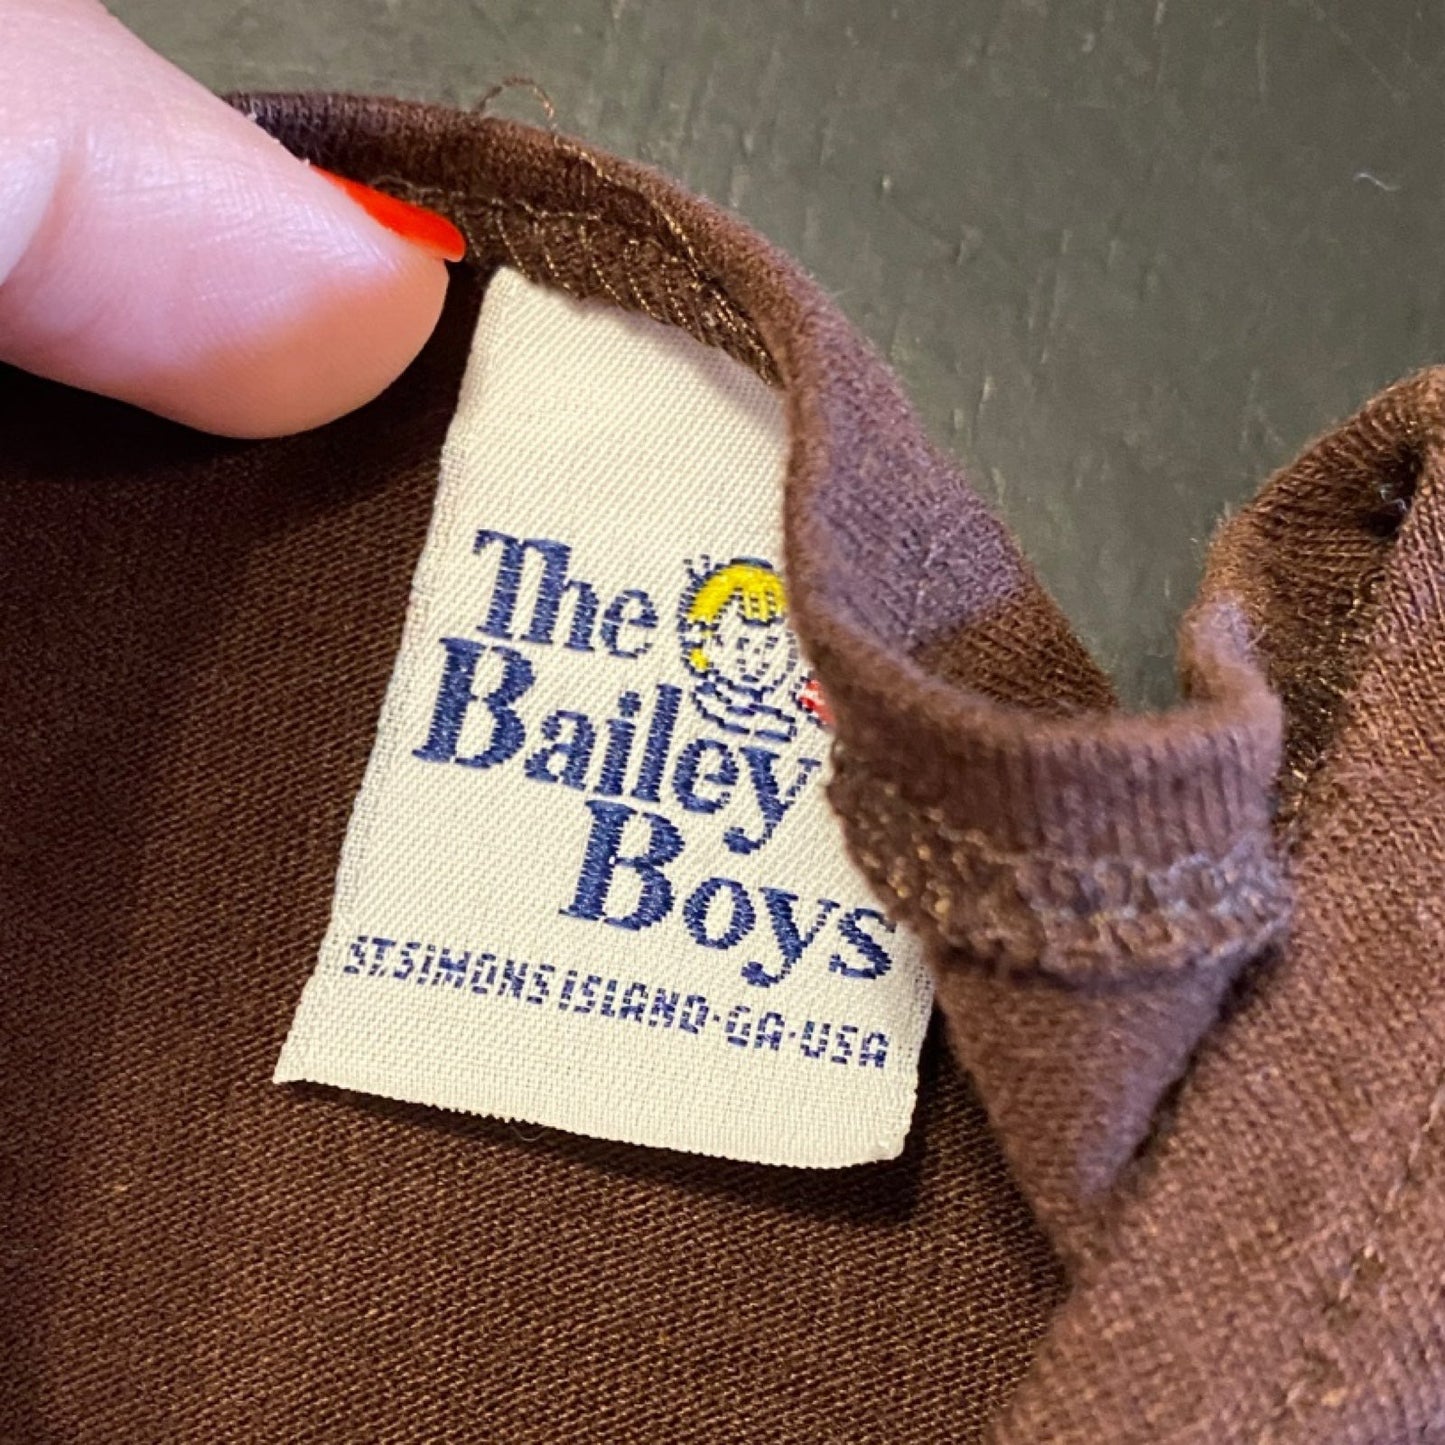 The
Bailey
Boys
ST.SIMONS ISLAND·GA·USA